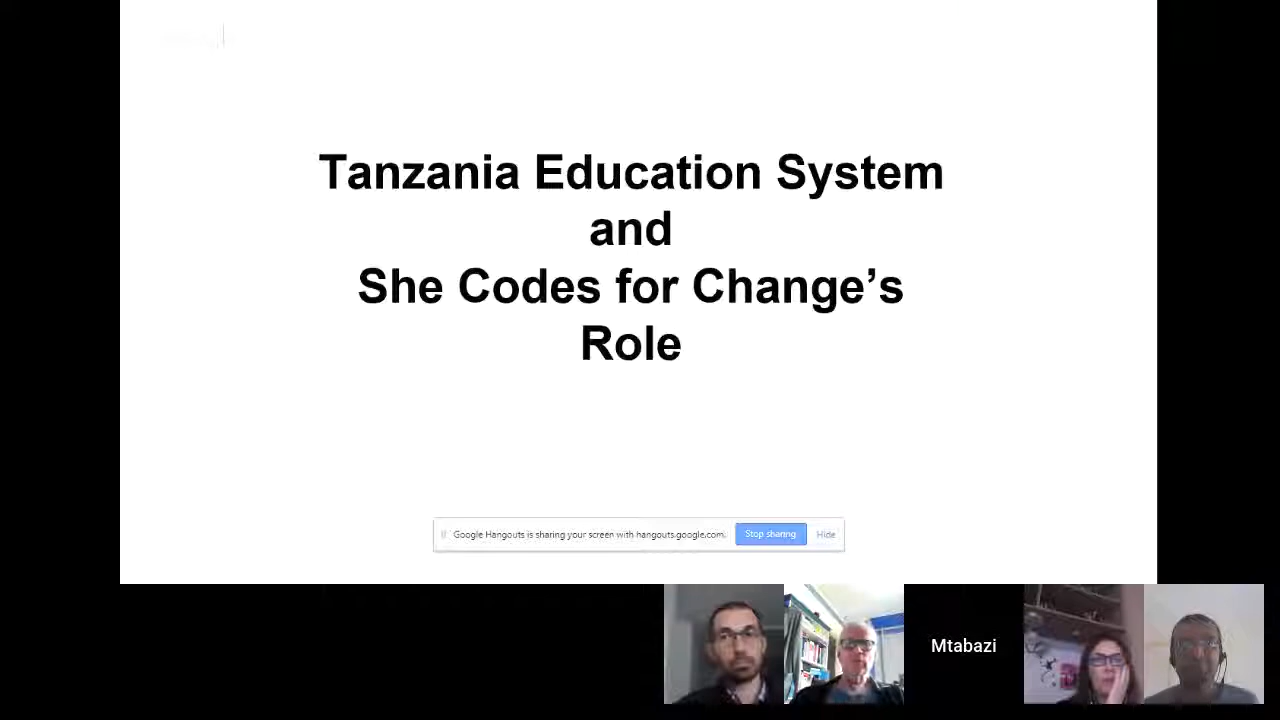 Tanzania Education System
and
She Codes for Change’s
Role
Google Hangouts is sharing your screen with hangouts.google.com.
Stop sharing
Hide
Mtabazi